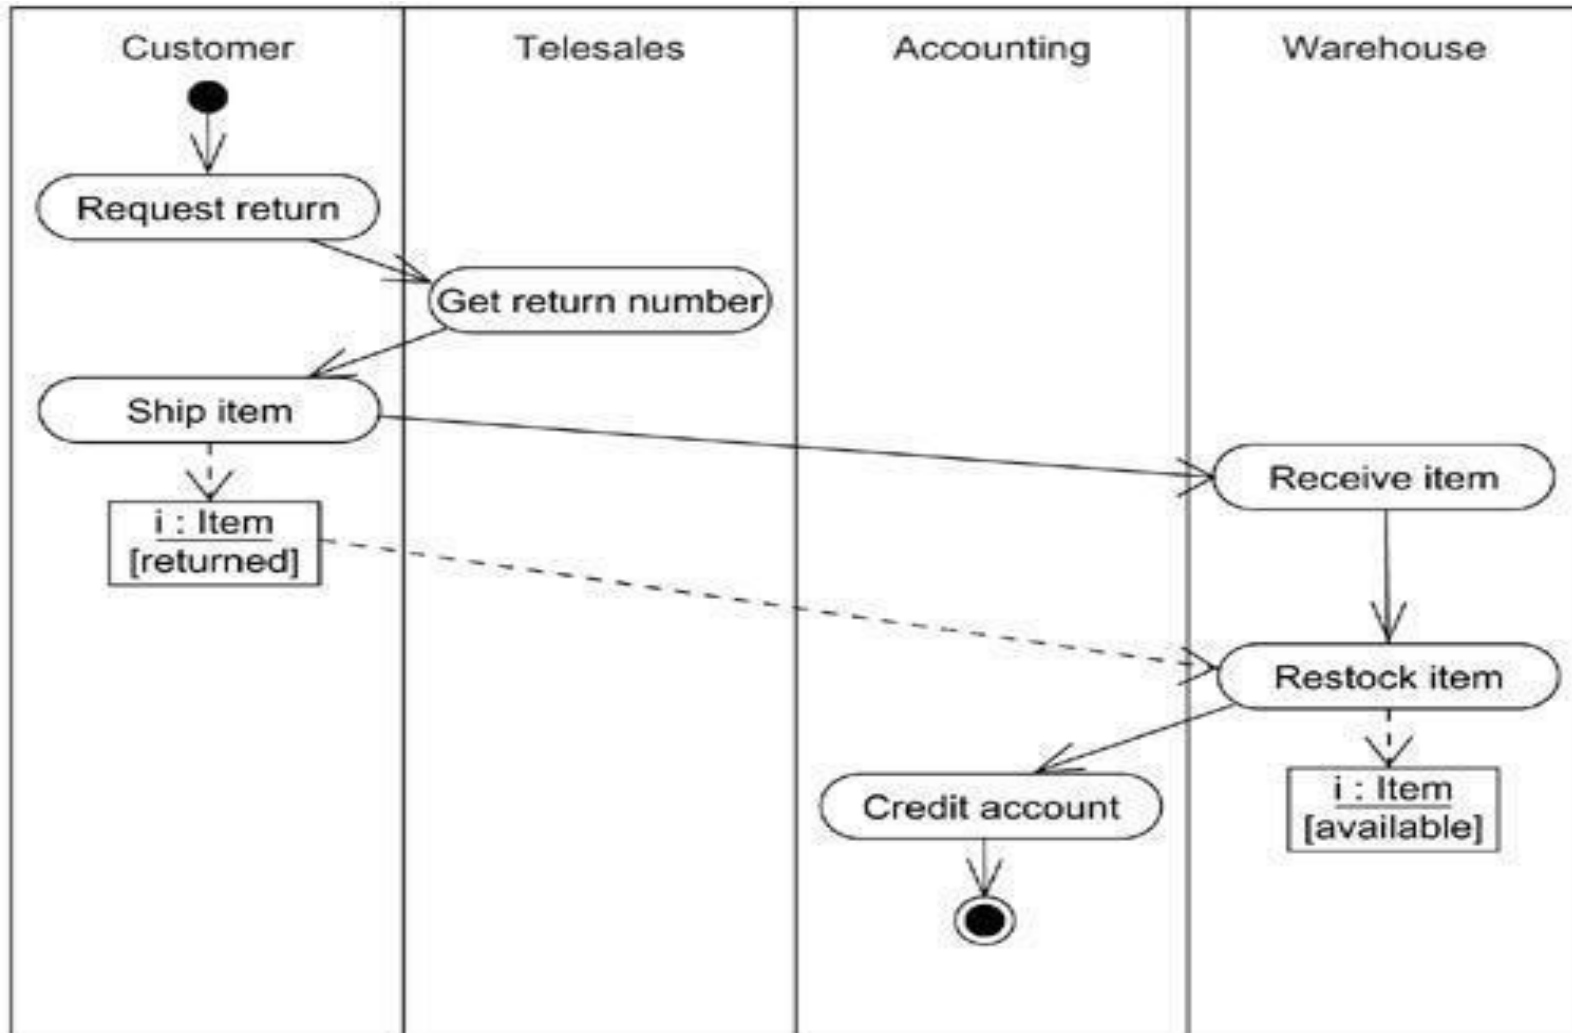 Customer
Telesales
Accounting
Warehouse
Request return
Get return number
Ship item
Receive item
i : Item
[returned]
Restock item
Credit account
i : Item
[available]